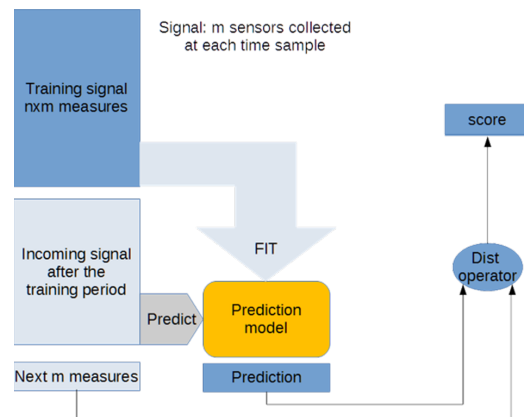 Signal: m sensors collected
at each time sample
Training signal
nxm measures
score
FIT
Incoming signal
after the
training period
Dist
operator
Predict
Prediction
model
Next m measures
Prediction